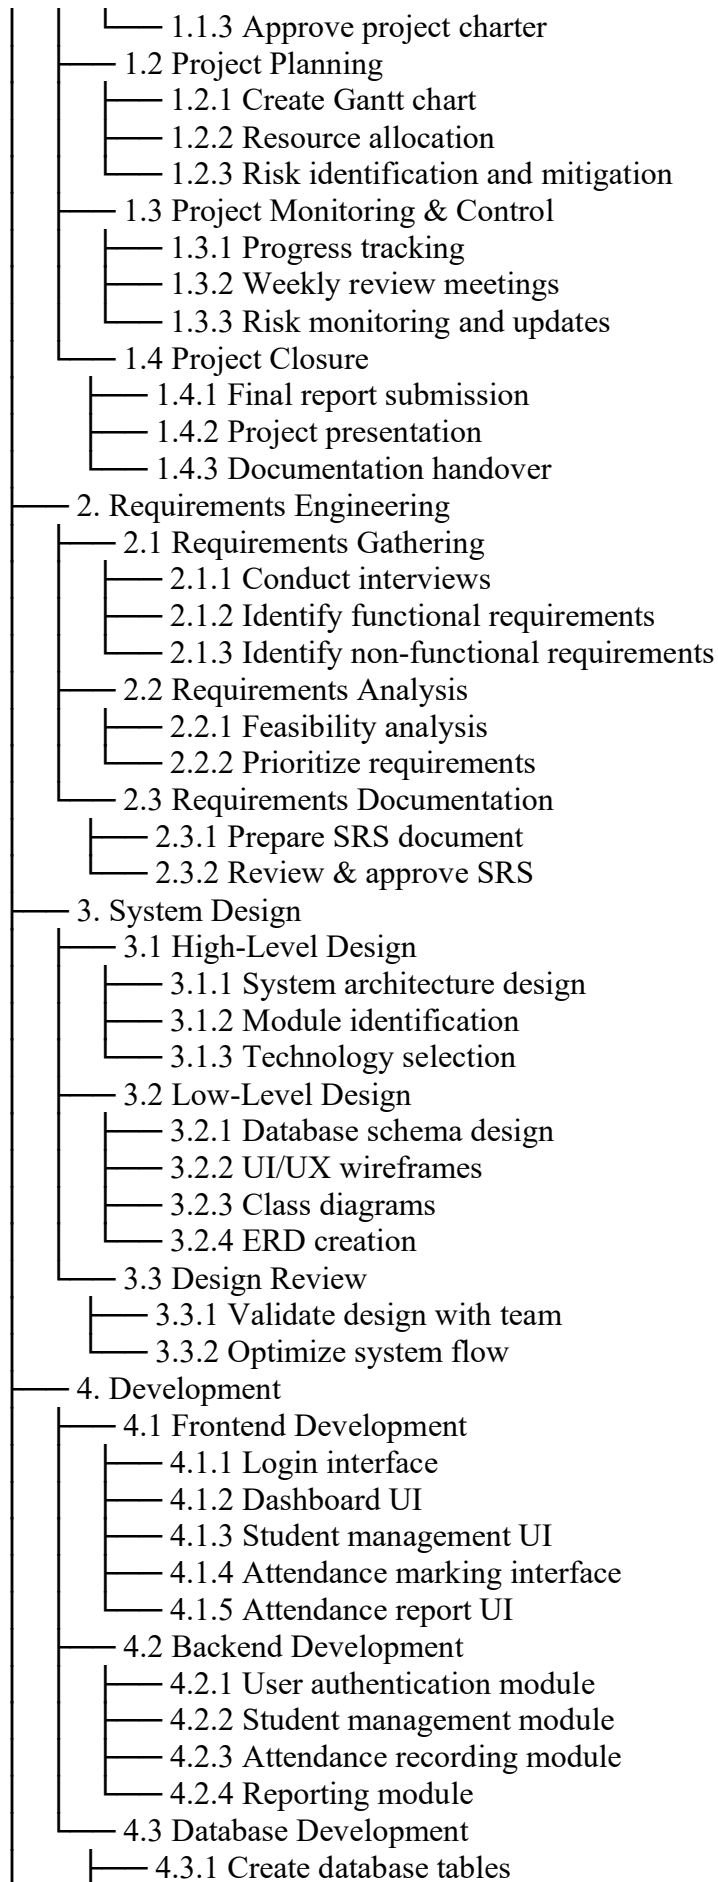 1.1.3 Approve project charter
1.2 Project Planning
1.2.1 Create Gantt chart
1.2.2 Resource allocation
1.2.3 Risk identification and mitigation
1.3 Project Monitoring & Control
1.3.1 Progress tracking
1.3.2 Weekly review meetings
1.3.3 Risk monitoring and updates
1.4 Project Closure
1.4.1 Final report submission
1.4.2 Project presentation
1.4.3 Documentation handover
2. Requirements Engineering
2.1 Requirements Gathering
2.1.1 Conduct interviews
2.1.2 Identify functional requirements
2.1.3 Identify non-functional requirements
2.2 Requirements Analysis
2.2.1 Feasibility analysis
2.2.2 Prioritize requirements
2.3 Requirements Documentation
2.3.1 Prepare SRS document
2.3.2 Review & approve SRS
3. System Design
3.1 High-Level Design
3.1.1 System architecture design
3.1.2 Module identification
3.1.3 Technology selection
3.2 Low-Level Design
3.2.1 Database schema design
3.2.2 UI/UX wireframes
3.2.3 Class diagrams
3.2.4 ERD creation
3.3 Design Review
3.3.1 Validate design with team
3.3.2 Optimize system flow
4. Development
4.1 Frontend Development
4.1.1 Login interface
4.1.2 Dashboard UI
4.1.3 Student management UI
4.1.4 Attendance marking interface
4.1.5 Attendance report UI
4.2 Backend Development
4.2.1 User authentication module
4.2.2 Student management module
4.2.3 Attendance recording module
4.2.4 Reporting module
4.3 Database Development
4.3.1 Create database tables